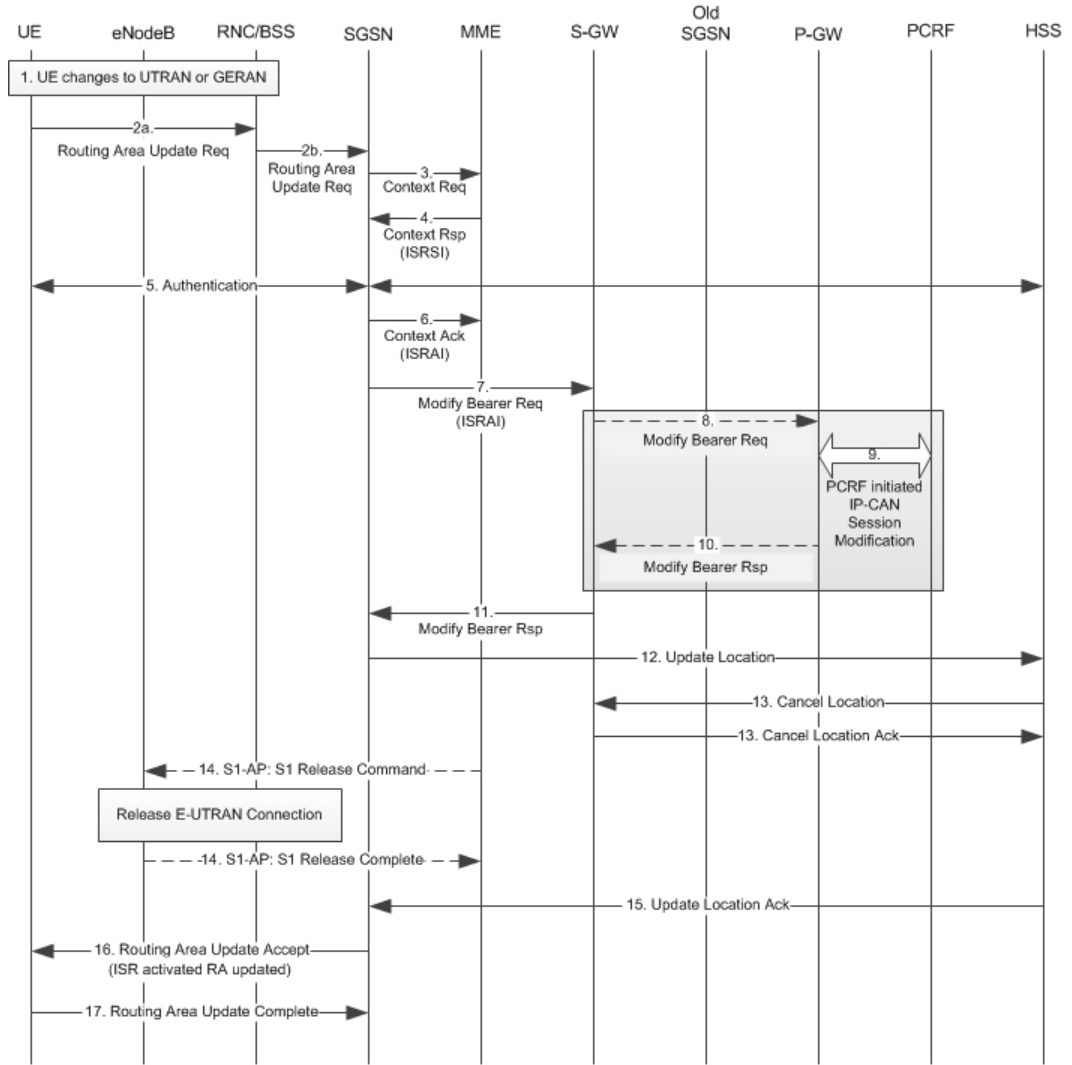 UE
eNodeB
RNC/BSS
SGSN
MME
S-GW
Old
SGSN
P-GW
PCRF
HSS
1. UE changes to UTRAN or GERAN
2a.
Routing Area Update Req
2b.
Routing Area
Update Req
3.
Context Req
4.
Context Rsp
(ISRSI)
5. Authentication
6.
Context Ack
(ISRAI)
7.
Modify Bearer Req
(ISRAI)
8.
Modify Bearer Req
9.
PCRF initiated
IP-CAN
Session
Modification
10.
Modify Bearer Rsp
11.
Modify Bearer Rsp
12. Update Location
13. Cancel Location
13. Cancel Location Ack
14. S1-AP: S1 Release Command
Release E-UTRAN Connection
14. S1-AP: S1 Release Complete
15. Update Location Ack
16. Routing Area Update Accept
(ISR activated RA updated)
17. Routing Area Update Complete